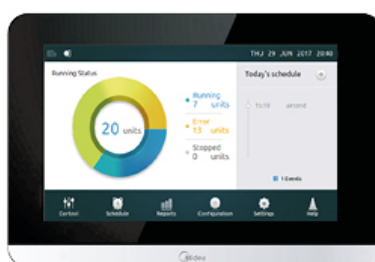 THU 29 JUN 2017 20:40
Running Status
Today's schedule
Running
7 units
Error
13 units
Stopped
0 units
20 units
1 Events
Control
Schedule
Reports
Configuration
Settings
Help
Midea